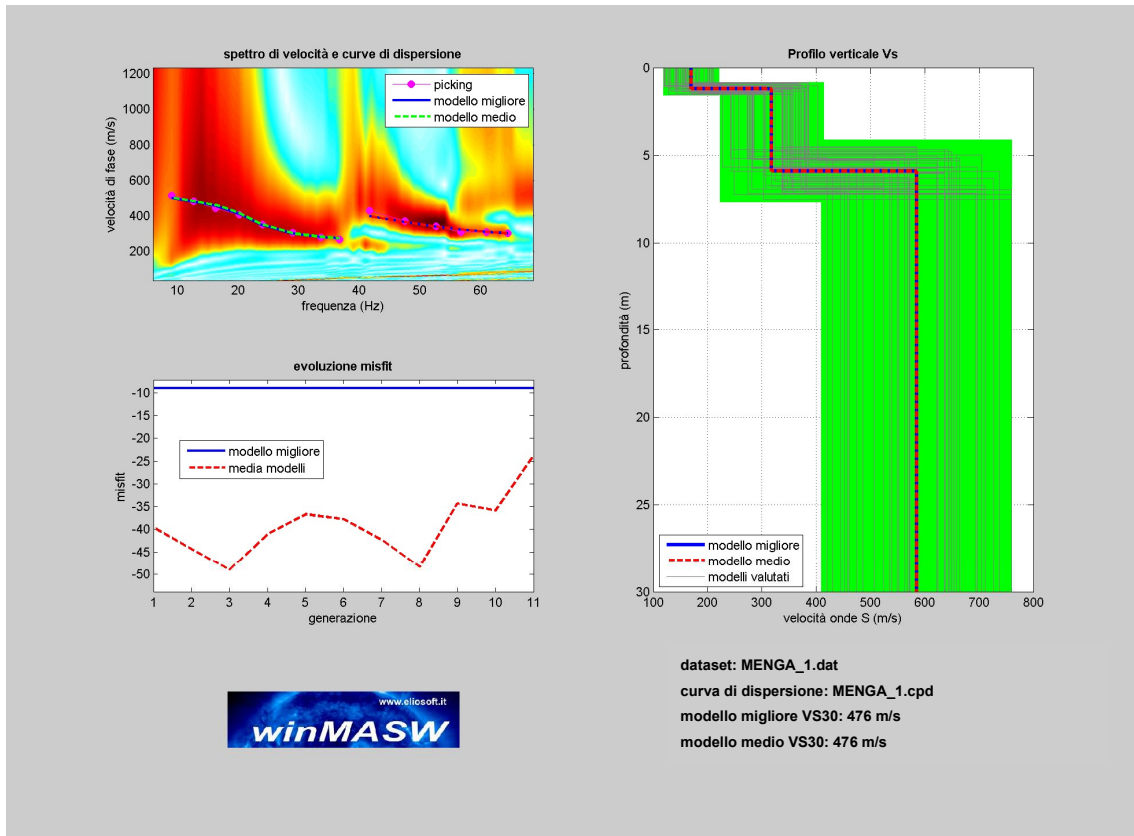 spettro di velocità e curve di dispersione
1200
1000
800
600
400
200
velocità di fase (m/s)
picking
modello migliore
modello medio
10 20 30 40 50 60
frequenza (Hz)
evoluzione misfit
-10
-15
-20
-25
-30
-35
-40
-45
-50
misfit
modello migliore
media modelli
1 2 3 4 5 6 7 8 9 10 11
generazione
www.eliosoft.it
winMASW
Profilo verticale Vs
0
5
10
15
20
25
30
profondità (m)
modello migliore
modello medio
modelli valutati
100 200 300 400 500 600 700 800
velocità onde S (m/s)
dataset: MENGA_1.dat
curva di dispersione: MENGA_1.cpd
modello migliore VS30: 476 m/s
modello medio VS30: 476 m/s